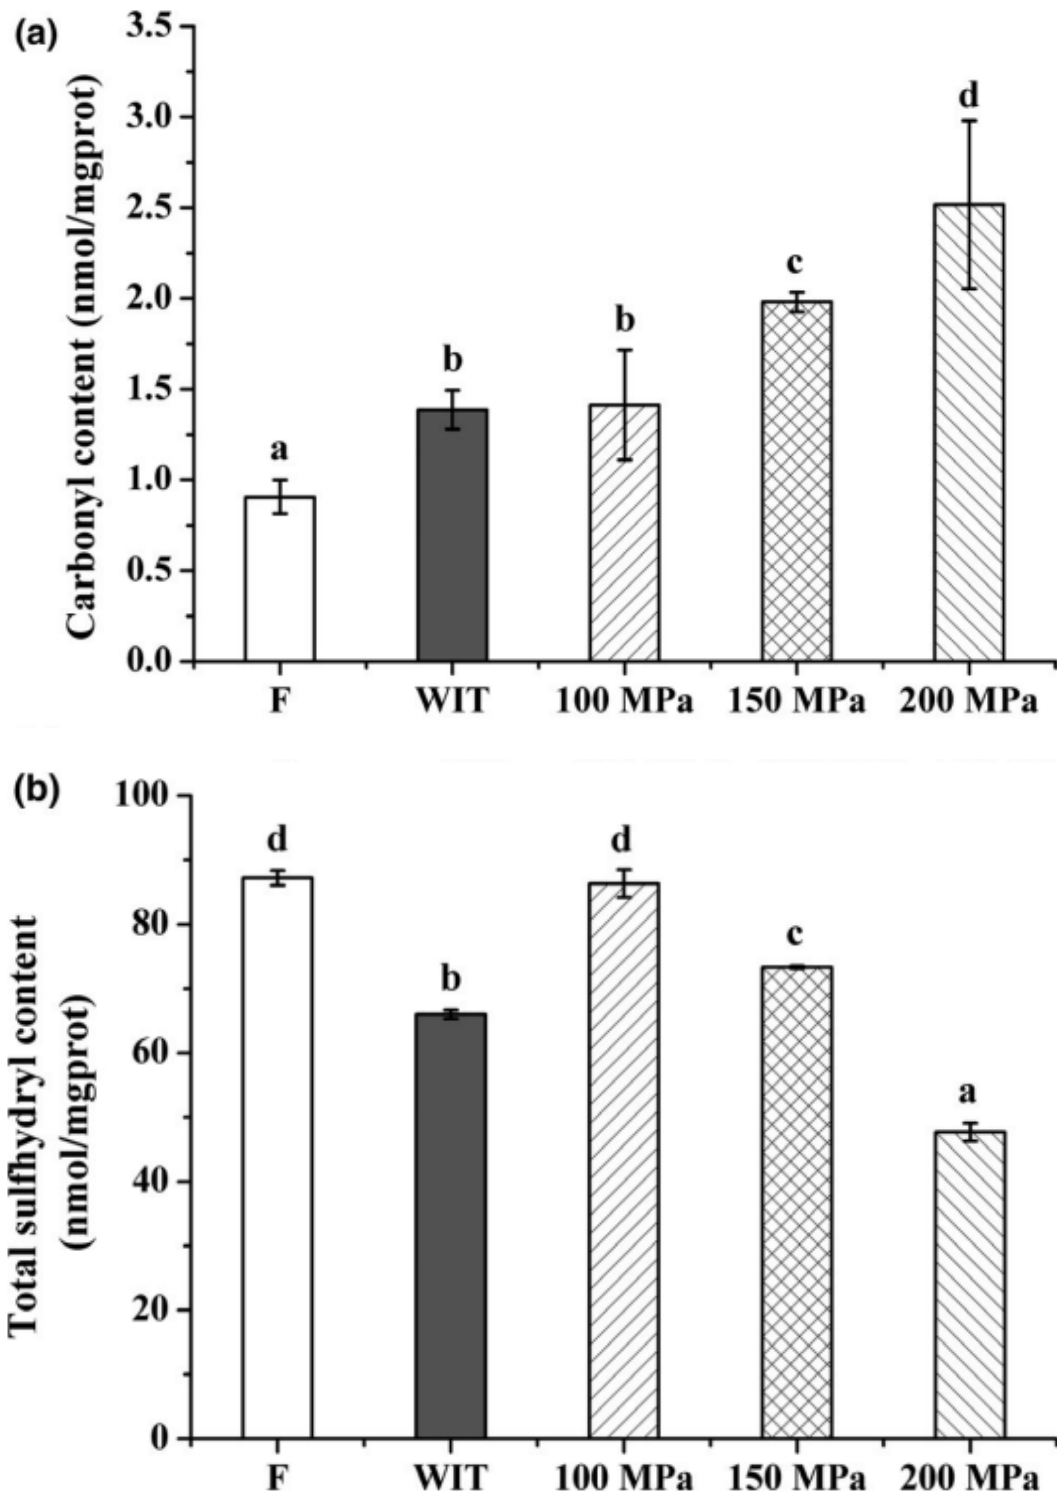 (a)
Carbonyl content (nmol/mgprot)
3.5
3.0
2.5
2.0
1.5
1.0
0.5
0.0
a
b
b
c
d
F WIT 100 MPa 150 MPa 200 MPa
(b)
Total sulfhydryl content
(nmol/mgprot)
100
80
60
40
20
0
d
b
d
c
a
F WIT 100 MPa 150 MPa 200 MPa